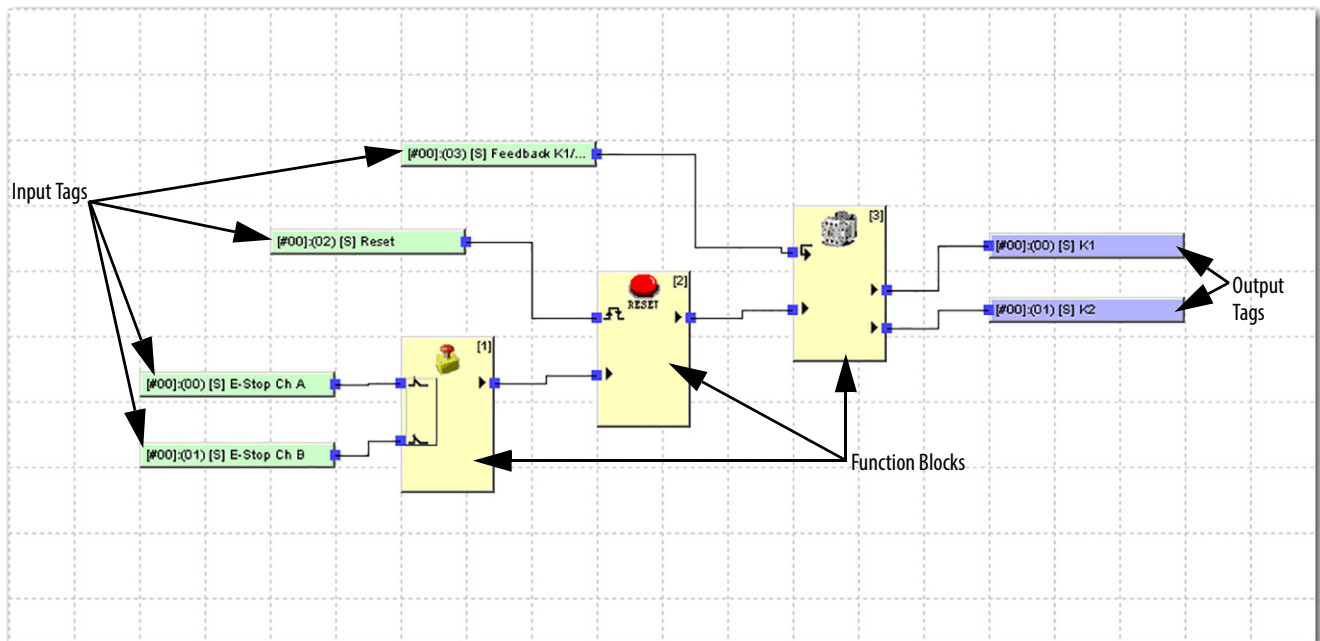 [#00]:(03) [S] Feedback K1/...
Input Tags
[#00]:(02) [S] Reset
[3]
[#00]:(00) [S] K1
[2]
RESET
Output
Tags
[#00]:(01) [S] K2
[1]
[#00]:(00) [S] E-Stop Ch A
[#00]:(01) [S] E-Stop Ch B
Function Blocks